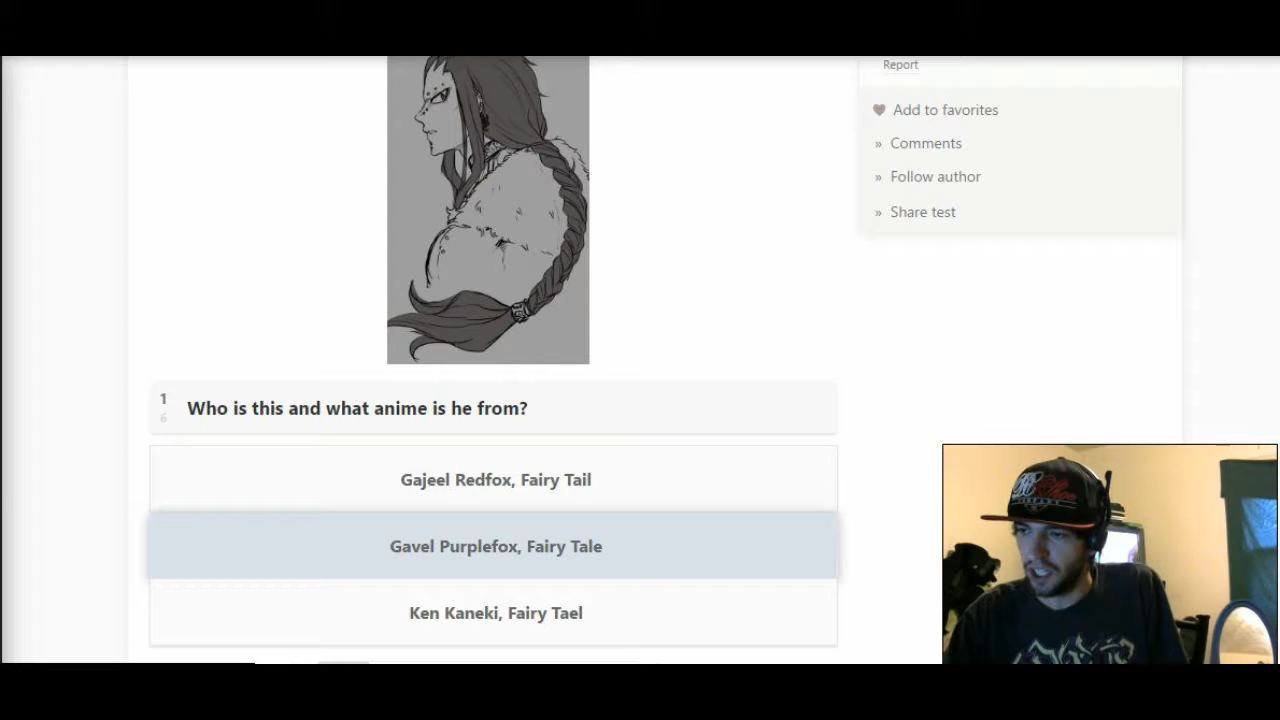 Report
Add to favorites
» Comments
» Follow author
» Share test
1
6
Who is this and what anime is he from?
Gajeel Redfox, Fairy Tail
Gavel Purplefox, Fairy Tale
Ken Kaneki, Fairy Tael